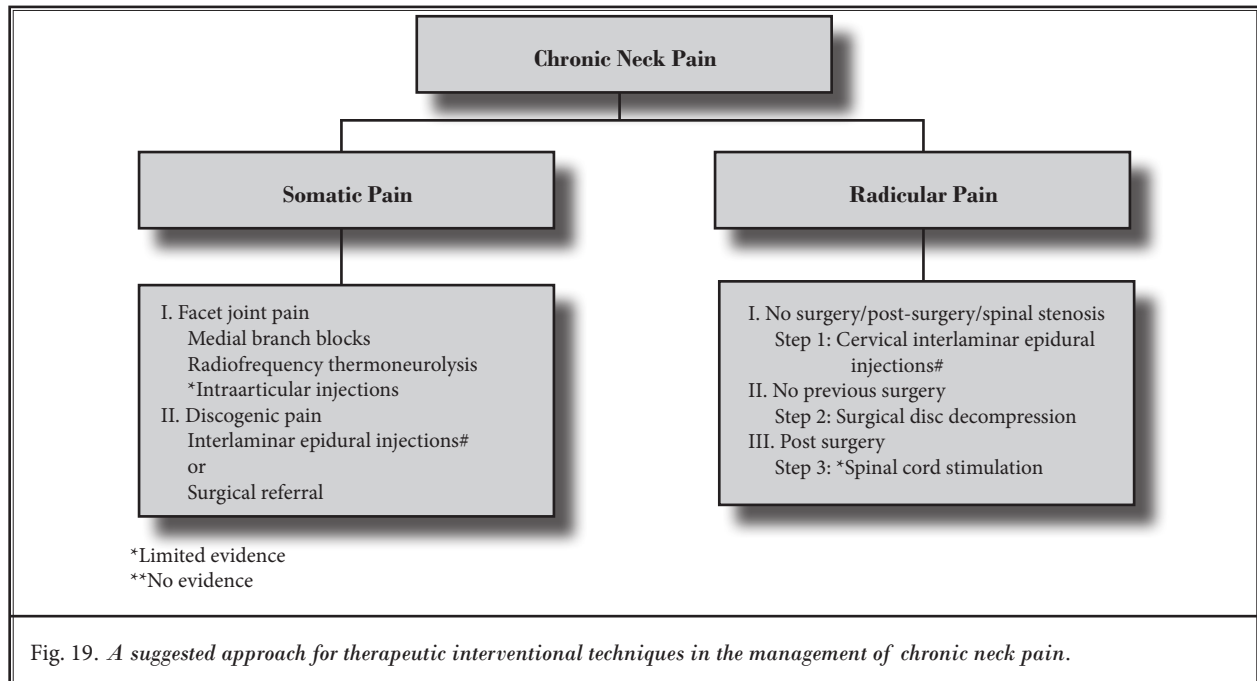 Chronic Neck Pain
Somatic Pain
Radicular Pain
I. Facet joint pain
Medial branch blocks
Radiofrequency thermoneurolysis
*Intraarticular injections
II. Discogenic pain
Interlaminar epidural injections#
or
Surgical referral
I. No surgery/post-surgery/spinal stenosis
Step 1: Cervical interlaminar epidural
injections#
II. No previous surgery
Step 2: Surgical disc decompression
III. Post surgery
Step 3: *Spinal cord stimulation
*Limited evidence
**No evidence
Fig. 19. A suggested approach for therapeutic interventional techniques in the management of chronic neck pain.